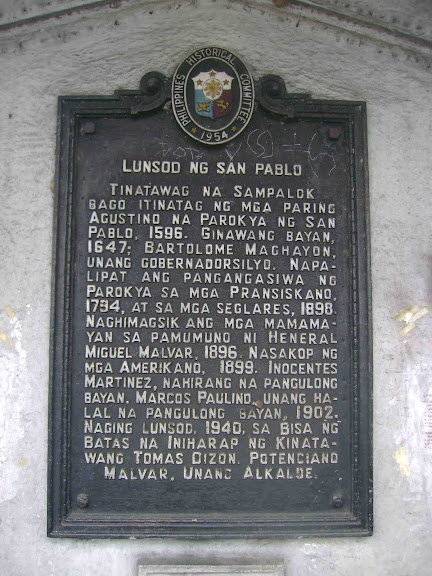 PHILIPPINES HISTORICAL COMMITTEE
1954
LUNSOD NG SAN PABLO
TINATAWAG NA SAMPALOK
BAGO ITINATAG NG MGA PARING
AGUSTINO NA PAROKYA NG SAN
PABLO, 1596. GINAWANG BAYAN,
1647; BARTOLOME MAGHAYON,
UNANG GOBERNADORSILYO. NAPA-
LIPAT ANG PANGANGASIWA NG
PAROKYA SA MGA PRANSISKANO,
1794, AT SA MGA SEGLARES, 1898.
NAGHIMAGSIK ANG MGA MAMAMA-
YAN SA PAMUMUNO NI HENERAL
MIGUEL MALVAR, 1896. NASAKOP NG
MGA AMERIKANO, 1899. INOCENTES
MARTINEZ, NAHIRANG NA PANGULONG
BAYAN. MARCOS PAULINO, UNANG HA-
LAL NA PANGULONG BAYAN, 1902.
NAGING LUNSOD, 1940, SA BISA NG
BATAS NA INIHARAP NG KINATA-
WANG TOMAS DIZON. POTENCIANO
MALVAR, UNANG ALKALDE.